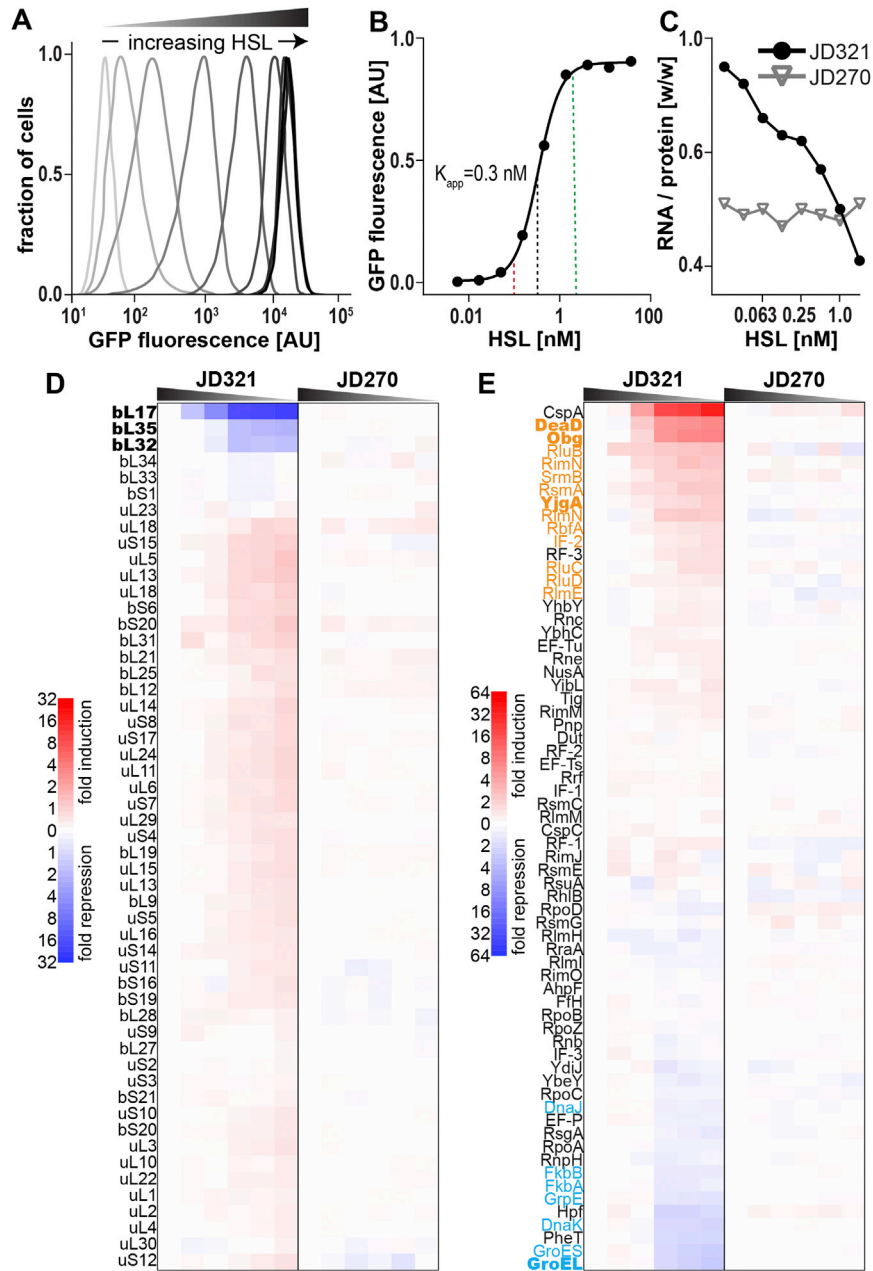 A
increasing HSL
fraction of cells
1.0
0.5
0.0
10¹ 10² 10³ 10⁴ 10⁵
GFP fluorescence [AU]
B
GFP flourescence [AU]
1.0
0.5
0.0
Kapp=0.3 nM
0.01 1 100
HSL [nM]
C
RNA / protein [w/w]
1.0
0.6
0.4
JD321
JD270
0.063 0.25 1.0
HSL [nM]
D
JD321 JD270
bL17
bL35
bL32
bL34
bL33
bS1
uL23
uL18
uS15
uL5
uL13
uL18
bS6
bS20
bL31
bL21
bL25
bL12
uL14
uS8
uS17
uL24
uL11
uL6
uS7
uL29
uS4
bL19
uL15
uL13
bL9
uS5
uL16
uS14
uS11
bS16
bS19
bL28
uS9
bL27
uS2
uS3
bS21
uS10
bS20
uL3
uL10
uL22
uL1
uL2
uL4
uL30
uS12
32
16
8
4
2
1
0
1
2
4
8
16
32
fold induction
fold repression
E
JD321 JD270
CspA
DeaD
Obg
RluB
RimN
SrmB
RsmA
YjgA
RlmN
RbfA
IF-2
RF-3
RluC
RluD
RlmE
YhbY
Rnc
YbhC
EF-Tu
Rne
NusA
YibL
Tig
RimM
Pnp
Dut
RF-2
EF-Ts
Rrf
IF-1
RsmC
RlmM
CspC
RF-1
RimJ
RsmE
RsuA
RhlB
RpoD
RsmG
RlmH
RraA
RlmI
RimO
AhpF
FfH
RpoB
RpoZ
Rnb
IF-3
YdiJ
YbeY
RpoC
DnaJ
EF-P
RsgA
RpoA
RnpH
FkbB
FkbA
GrpE
Hpf
DnaK
PheT
GroES
GroEL
64
32
16
8
4
2
0
2
4
8
16
32
64
fold induction
fold repression